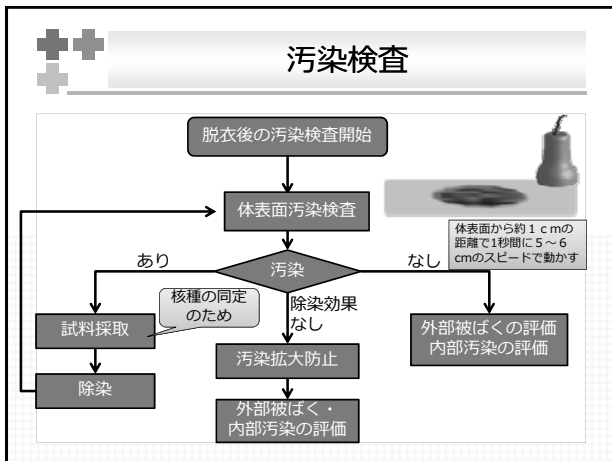 汚染検査
脱衣後の汚染検査開始
体表面汚染検査
体表面から約１ｃｍの
距離で1秒間に５～６
cmのスピードで動かす
あり
汚染
なし
核種の同定
のため
除染効果
なし
試料採取
外部被ばくの評価
内部汚染の評価
汚染拡大防止
除染
外部被ばく・
内部汚染の評価